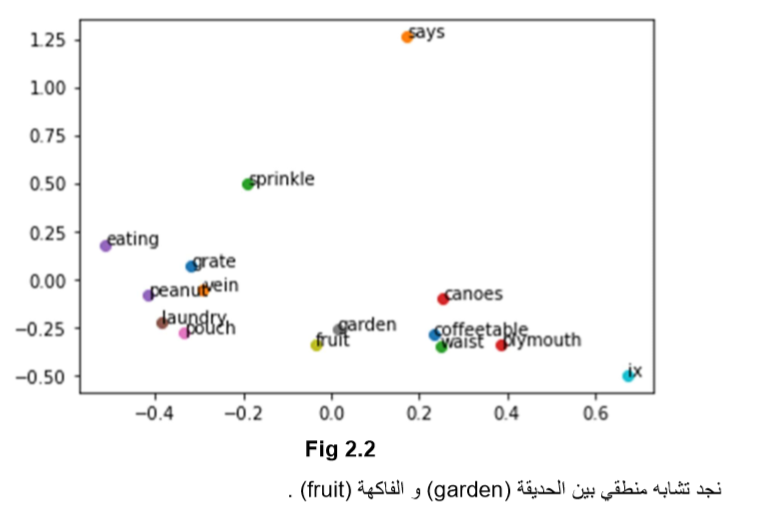 1.25
says
1.00
0.75
0.50
sprinkle
0.25
eating
grate
0.00
peanut
vein
canoes
laundry
pouch
-0.25
garden
coffeetable
fruit
waist
plymouth
-0.50
ix
-0.4 -0.2 0.0 0.2 0.4 0.6
Fig 2.2
نجد تشابه منطقي بين الحديقة (garden) و الفاكهة (fruit) .